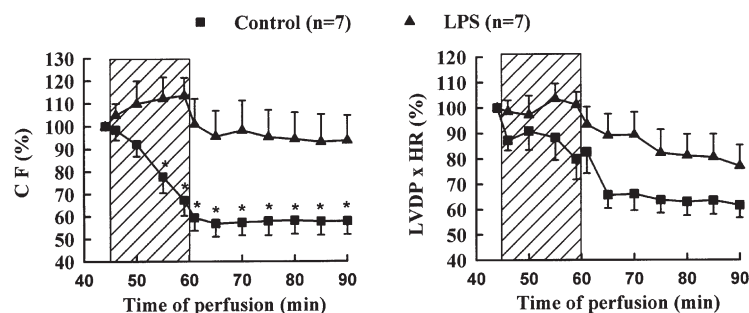 ■ Control (n=7) ▲ LPS (n=7)
C F (%)
130
120
110
100
90
80
70
60
50
40
* * * * * * * * *
40 50 60 70 80 90
Time of perfusion (min)
LVDP x HR (%)
120
110
100
90
80
70
60
50
40
40 50 60 70 80 90
Time of perfusion (min)